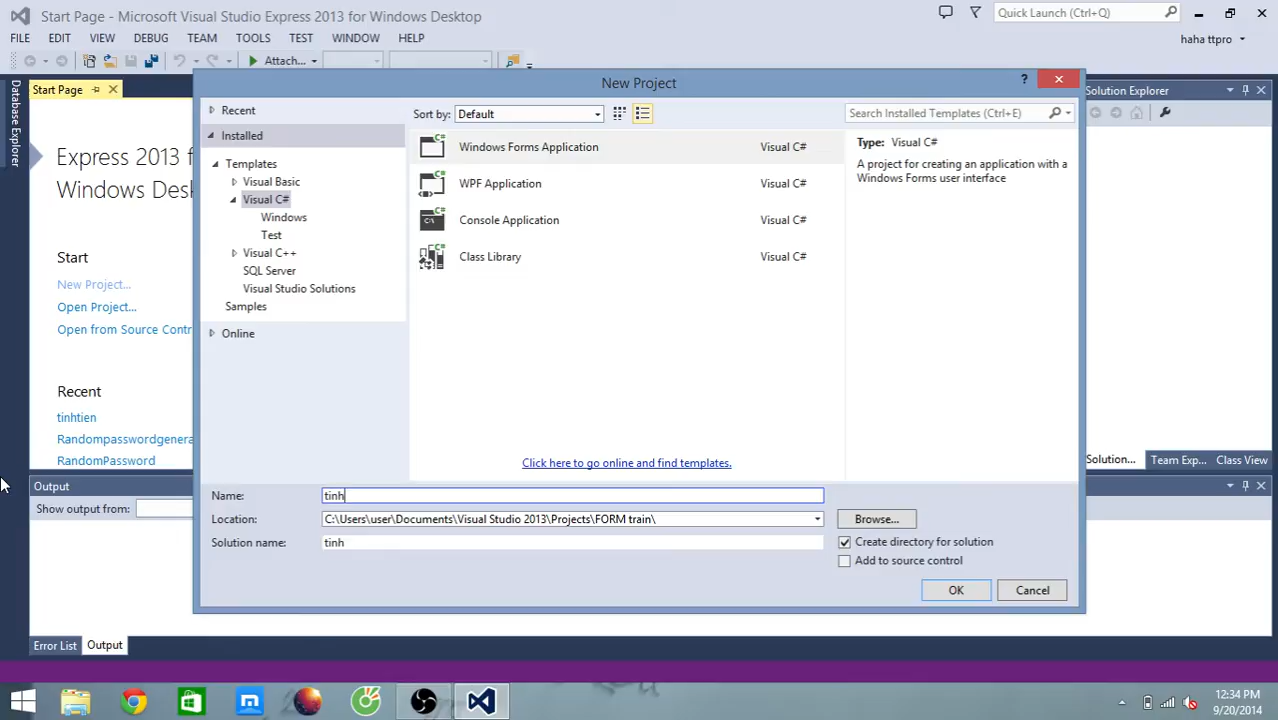 Start Page - Microsoft Visual Studio Express 2013 for Windows Desktop
Quick Launch (Ctrl+Q)
FILE EDIT VIEW DEBUG TEAM TOOLS TEST WINDOW HELP
haha ttpro
Attach...
Database Explorer
Start Page
New Project
?
Solution Explorer
Recent
Sort by: Default
Search Installed Templates (Ctrl+E)
Installed
Express 2013 f
Windows Desk
Templates
Visual Basic
Visual C#
Windows
Test
Visual C++
SQL Server
Visual Studio Solutions
Samples
Online
Windows Forms Application Visual C#
WPF Application Visual C#
Console Application Visual C#
Class Library Visual C#
Click here to go online and find templates.
Type: Visual C#
A project for creating an application with a
Windows Forms user interface
Start
New Project...
Open Project...
Open from Source Contr
Recent
tinhtien
Randompasswordgenera
RandomPassword
Solution... Team Exp... Class View
Output
Show output from:
Name: tinh
Location: C:\Users\user\Documents\Visual Studio 2013\Projects\FORM train\
Browse...
Solution name: tinh
Create directory for solution
Add to source control
OK Cancel
Error List Output
12:34 PM
9/20/2014